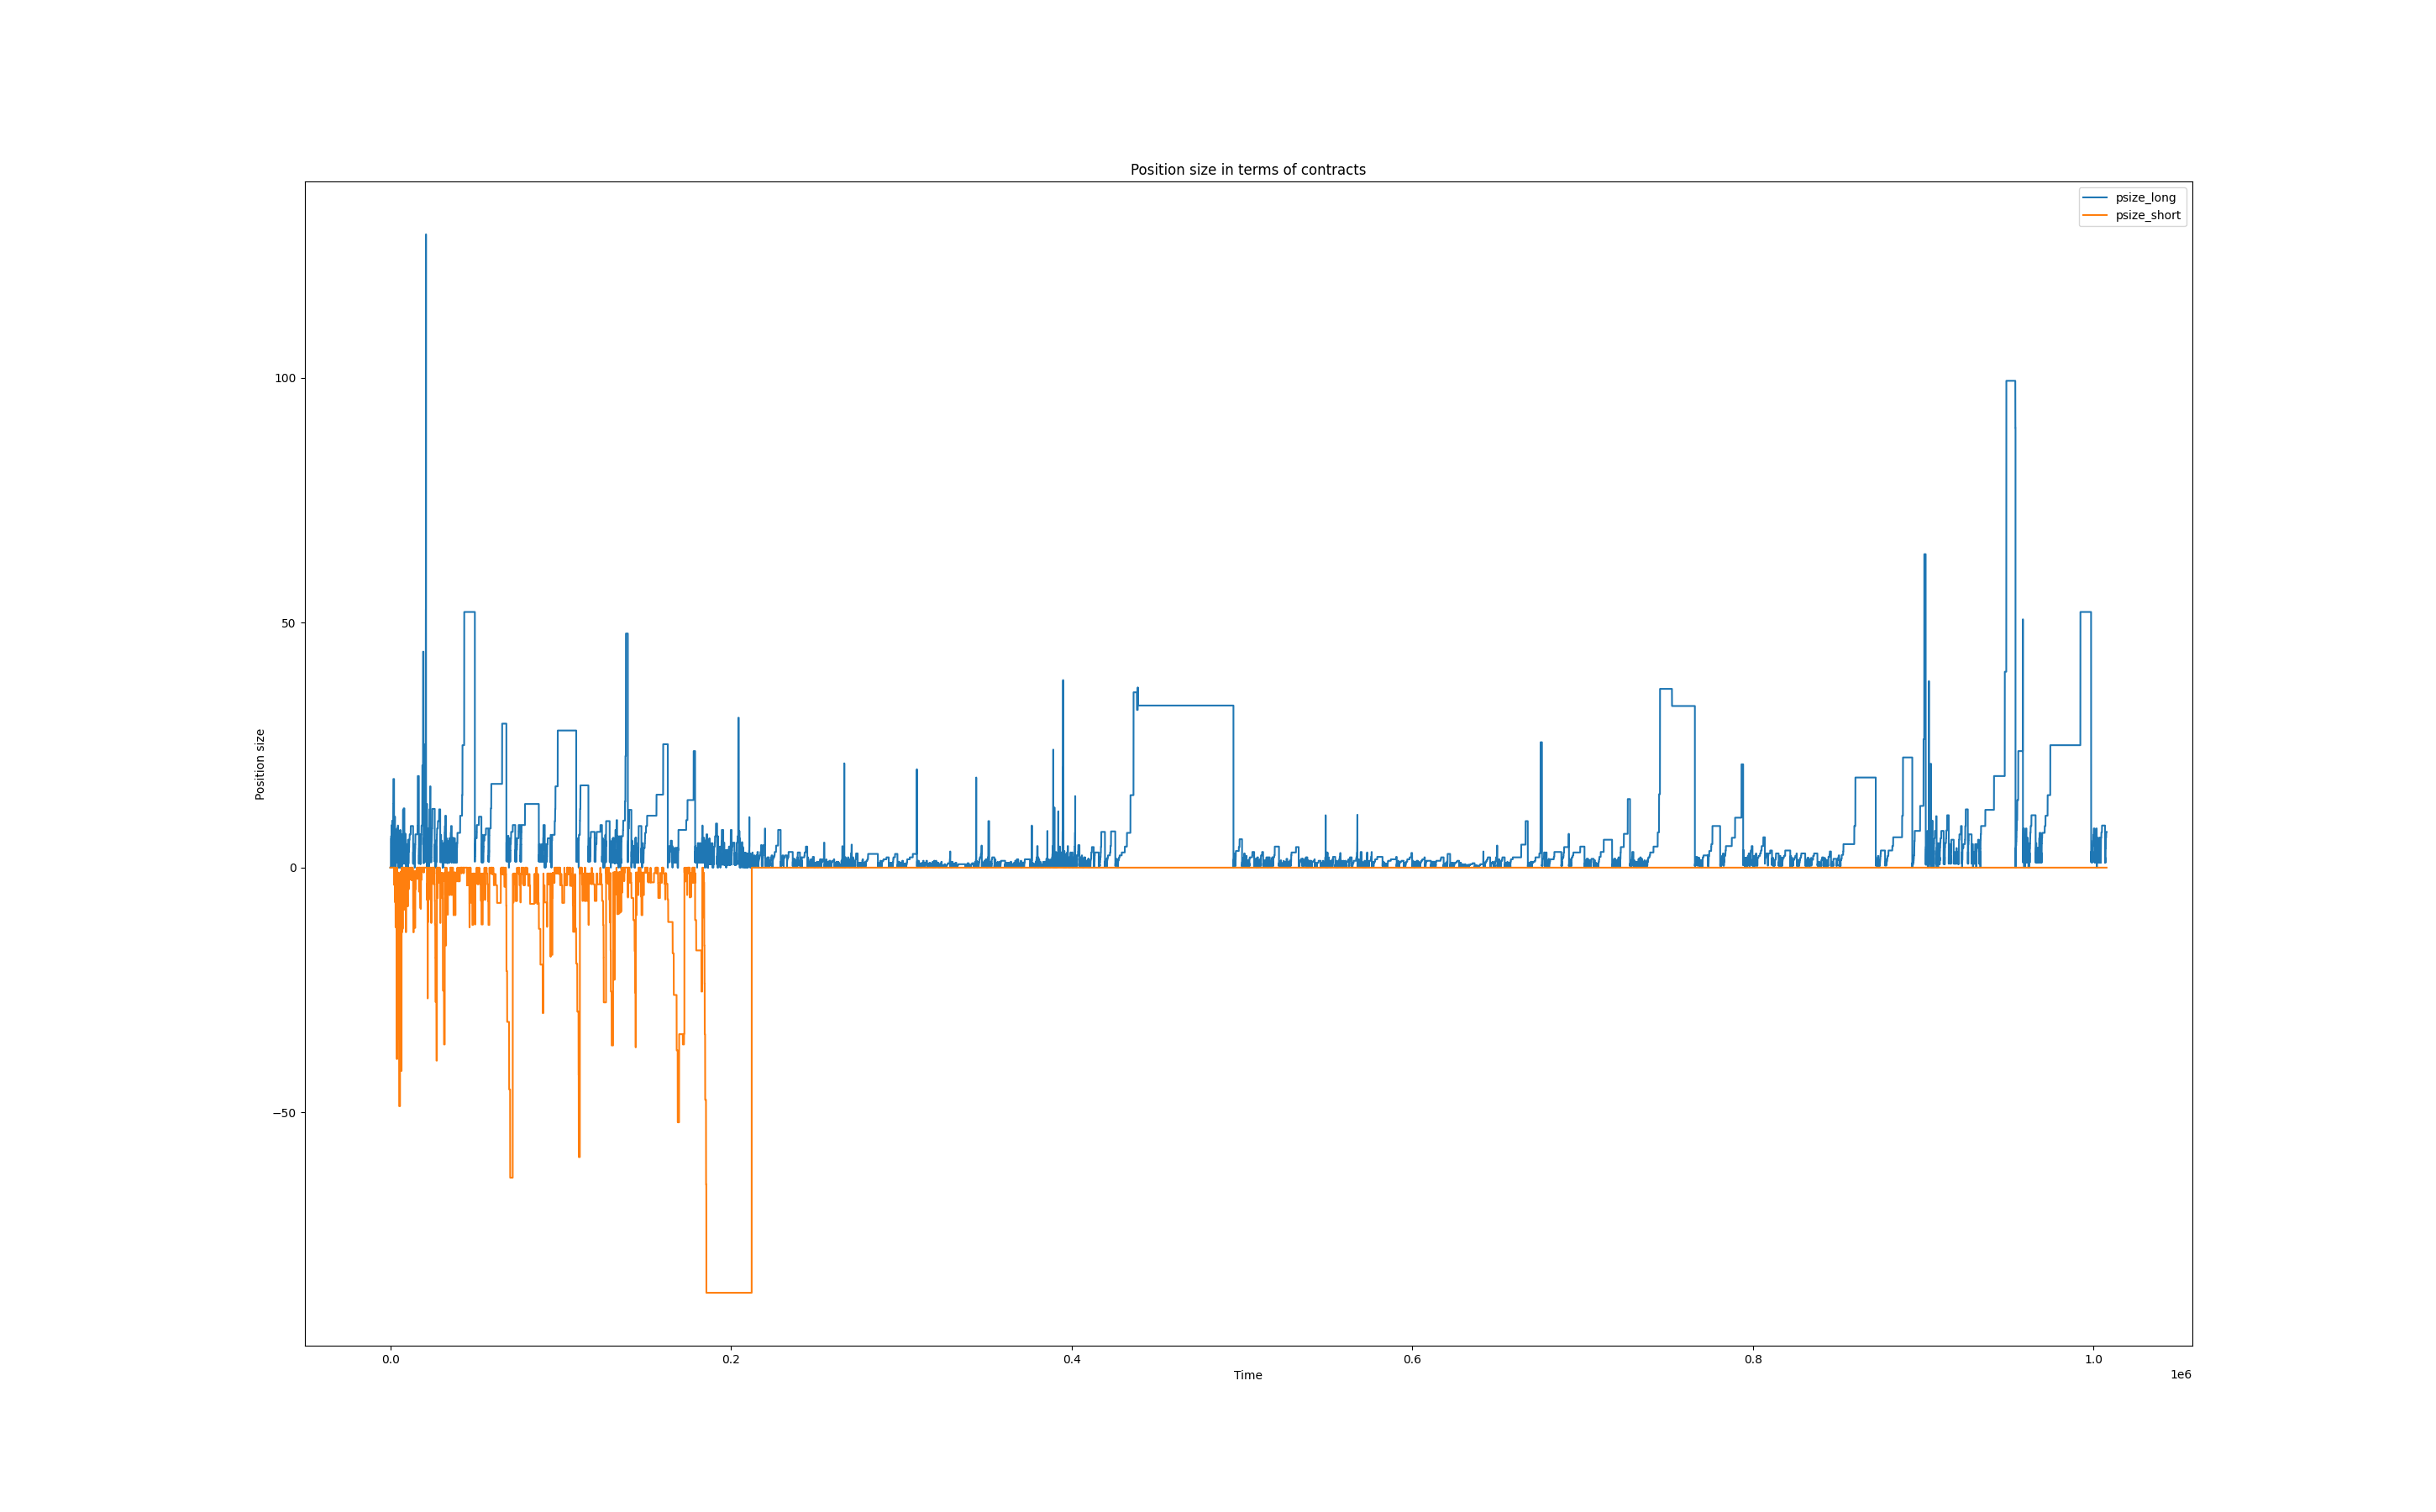 Position size in terms of contracts
psize_long
psize_short
100
50
0
−50
Position size
0.0
0.2
0.4
0.6
0.8
1.0
Time
1e6